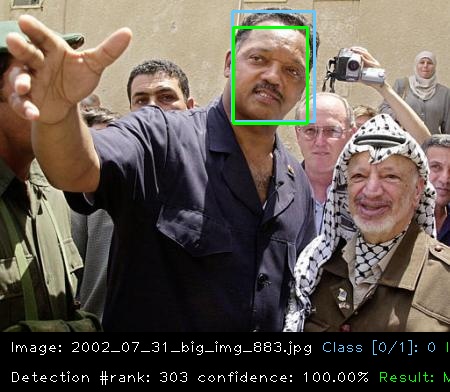 Image: 2002_07_31_big_img_883.jpg Class [0/1]: 0
Detection #rank: 303 confidence: 100.00% Result: